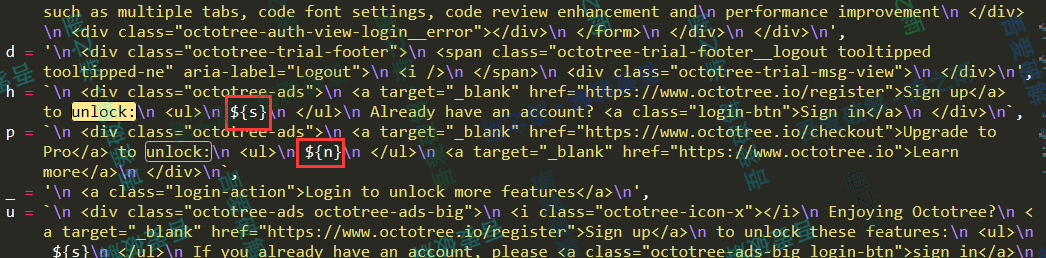 such as multiple tabs, code font settings, code review enhancement and\n performance improvement\n </div>
\n <div class="octotree-auth-view-login__error"></div>\n </form>\n </div>\n </div>\n',
d = '\n <div class="octotree-trial-footer">\n <span class="octotree-trial-footer__logout tooltipped
tooltipped-ne" aria-label="Logout">\n <i />\n </span>\n <div class="octotree-trial-msg-view">\n </div>\n',
h = `\n <div class="octotree-ads">\n <a target="_blank" href="https://www.octotree.io/register">Sign up</a>
to unlock:\n <ul>\n ${s}\n </ul>\n Already have an account? <a class="login-btn">Sign in</a>\n </div>\n`,
p = `\n <div class="octotree-ads">\n <a target="_blank" href="https://www.octotree.io/checkout">Upgrade to
Pro</a> to unlock:\n <ul>\n ${n}\n </ul>\n <a target="_blank" href="https://www.octotree.io">Learn
more</a>\n </div>\n`,
_ = '\n <a class="login-action">Login to unlock more features</a>\n',
u = `\n <div class="octotree-ads octotree-ads-big">\n <i class="octotree-icon-x"></i>\n Enjoying Octotree?\n <
a target="_blank" href="https://www.octotree.io/register">Sign up</a>\n to unlock these features:\n <ul>\n
${s}\n </ul>\n If you already have an account, please <a class="octotree-ads-big login-btn">sign in</a>\n